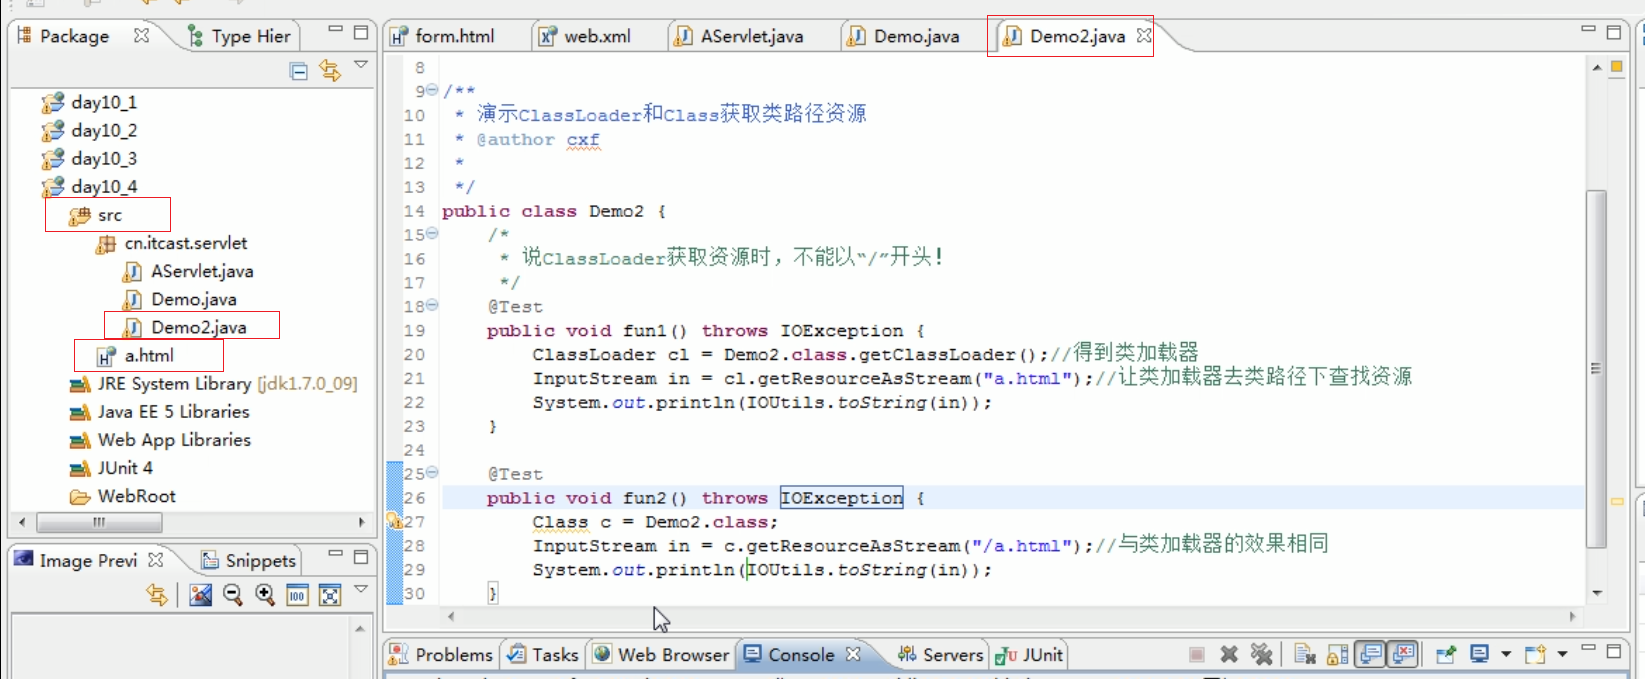 Package
Type Hier
day10_1
day10_2
day10_3
day10_4
src
cn.itcast.servlet
AServlet.java
Demo.java
Demo2.java
a.html
JRE System Library [jdk1.7.0_09]
Java EE 5 Libraries
Web App Libraries
JUnit 4
WebRoot
Image Previ
Snippets
100
form.html
web.xml
AServlet.java
Demo.java
Demo2.java
8
9 /**
10 * 演示ClassLoader和Class获取类路径资源
11 * @author cxf
12 *
13 */
14 public class Demo2 {
15 /*
16 * 说ClassLoader获取资源时，不能以“/”开头！
17 */
18 @Test
19 public void fun1() throws IOException {
20 ClassLoader cl = Demo2.class.getClassLoader();//得到类加载器
21 InputStream in = cl.getResourceAsStream("a.html");//让类加载器去类路径下查找资源
22 System.out.println(IOUtils.toString(in));
23 }
24
25 @Test
26 public void fun2() throws IOException {
27 Class c = Demo2.class;
28 InputStream in = c.getResourceAsStream("/a.html");//与类加载器的效果相同
29 System.out.println(IOUtils.toString(in));
30 }
Problems
Tasks
Web Browser
Console
Servers
JUnit